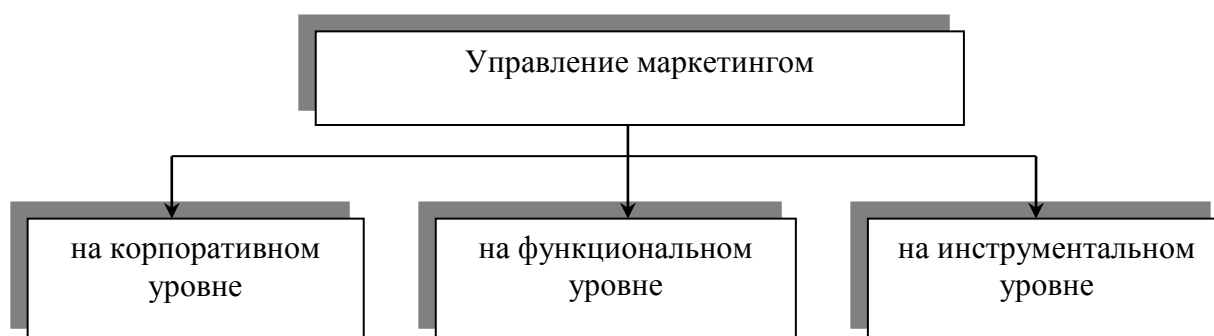 Управление маркетингом
на корпоративном
уровне
на функциональном
уровне
на инструментальном
уровне